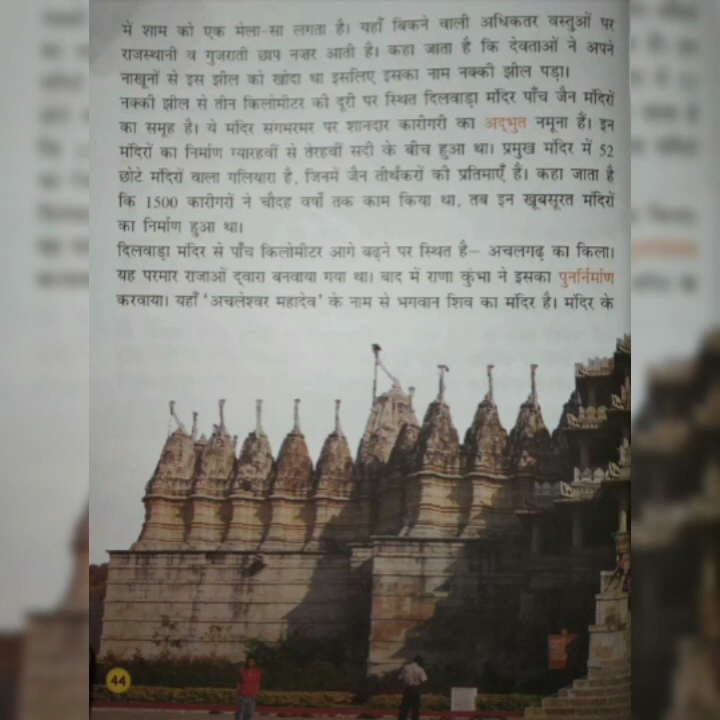 में शाम को एक मेला-सा लगता है। यहाँ बिकने वाली अधिकतर वस्तुओं पर
राजस्थानी व गुजराती छाप नज़र आती है। कहा जाता है कि देवताओं ने अपने
नाखूनों से इस झील को खोदा था इसलिए इसका नाम नक्की झील पड़ा।
नक्की झील से तीन किलोमीटर की दूरी पर स्थित दिलवाड़ा मंदिर पाँच जैन मंदिरों
का समूह है। ये मंदिर संगमरमर पर शानदार कारीगरी का अद्भुत नमूना हैं। इन
मंदिरों का निर्माण ग्यारहवीं से तेरहवीं सदी के बीच हुआ था। प्रमुख मंदिर में 52
छोटे मंदिरों वाला गलियारा है, जिनमें जैन तीर्थंकरों की प्रतिमाएँ हैं। कहा जाता है
कि 1500 कारीगरों ने चौदह वर्षों तक काम किया था, तब इन खूबसूरत मंदिरों
का निर्माण हुआ था।
दिलवाड़ा मंदिर से पाँच किलोमीटर आगे बढ़ने पर स्थित है– अचलगढ़ का किला।
यह परमार राजाओं द्वारा बनवाया गया था। बाद में राणा कुंभा ने इसका पुनर्निर्माण
करवाया। यहाँ 'अचलेश्वर महादेव' के नाम से भगवान शिव का मंदिर है। मंदिर के
44